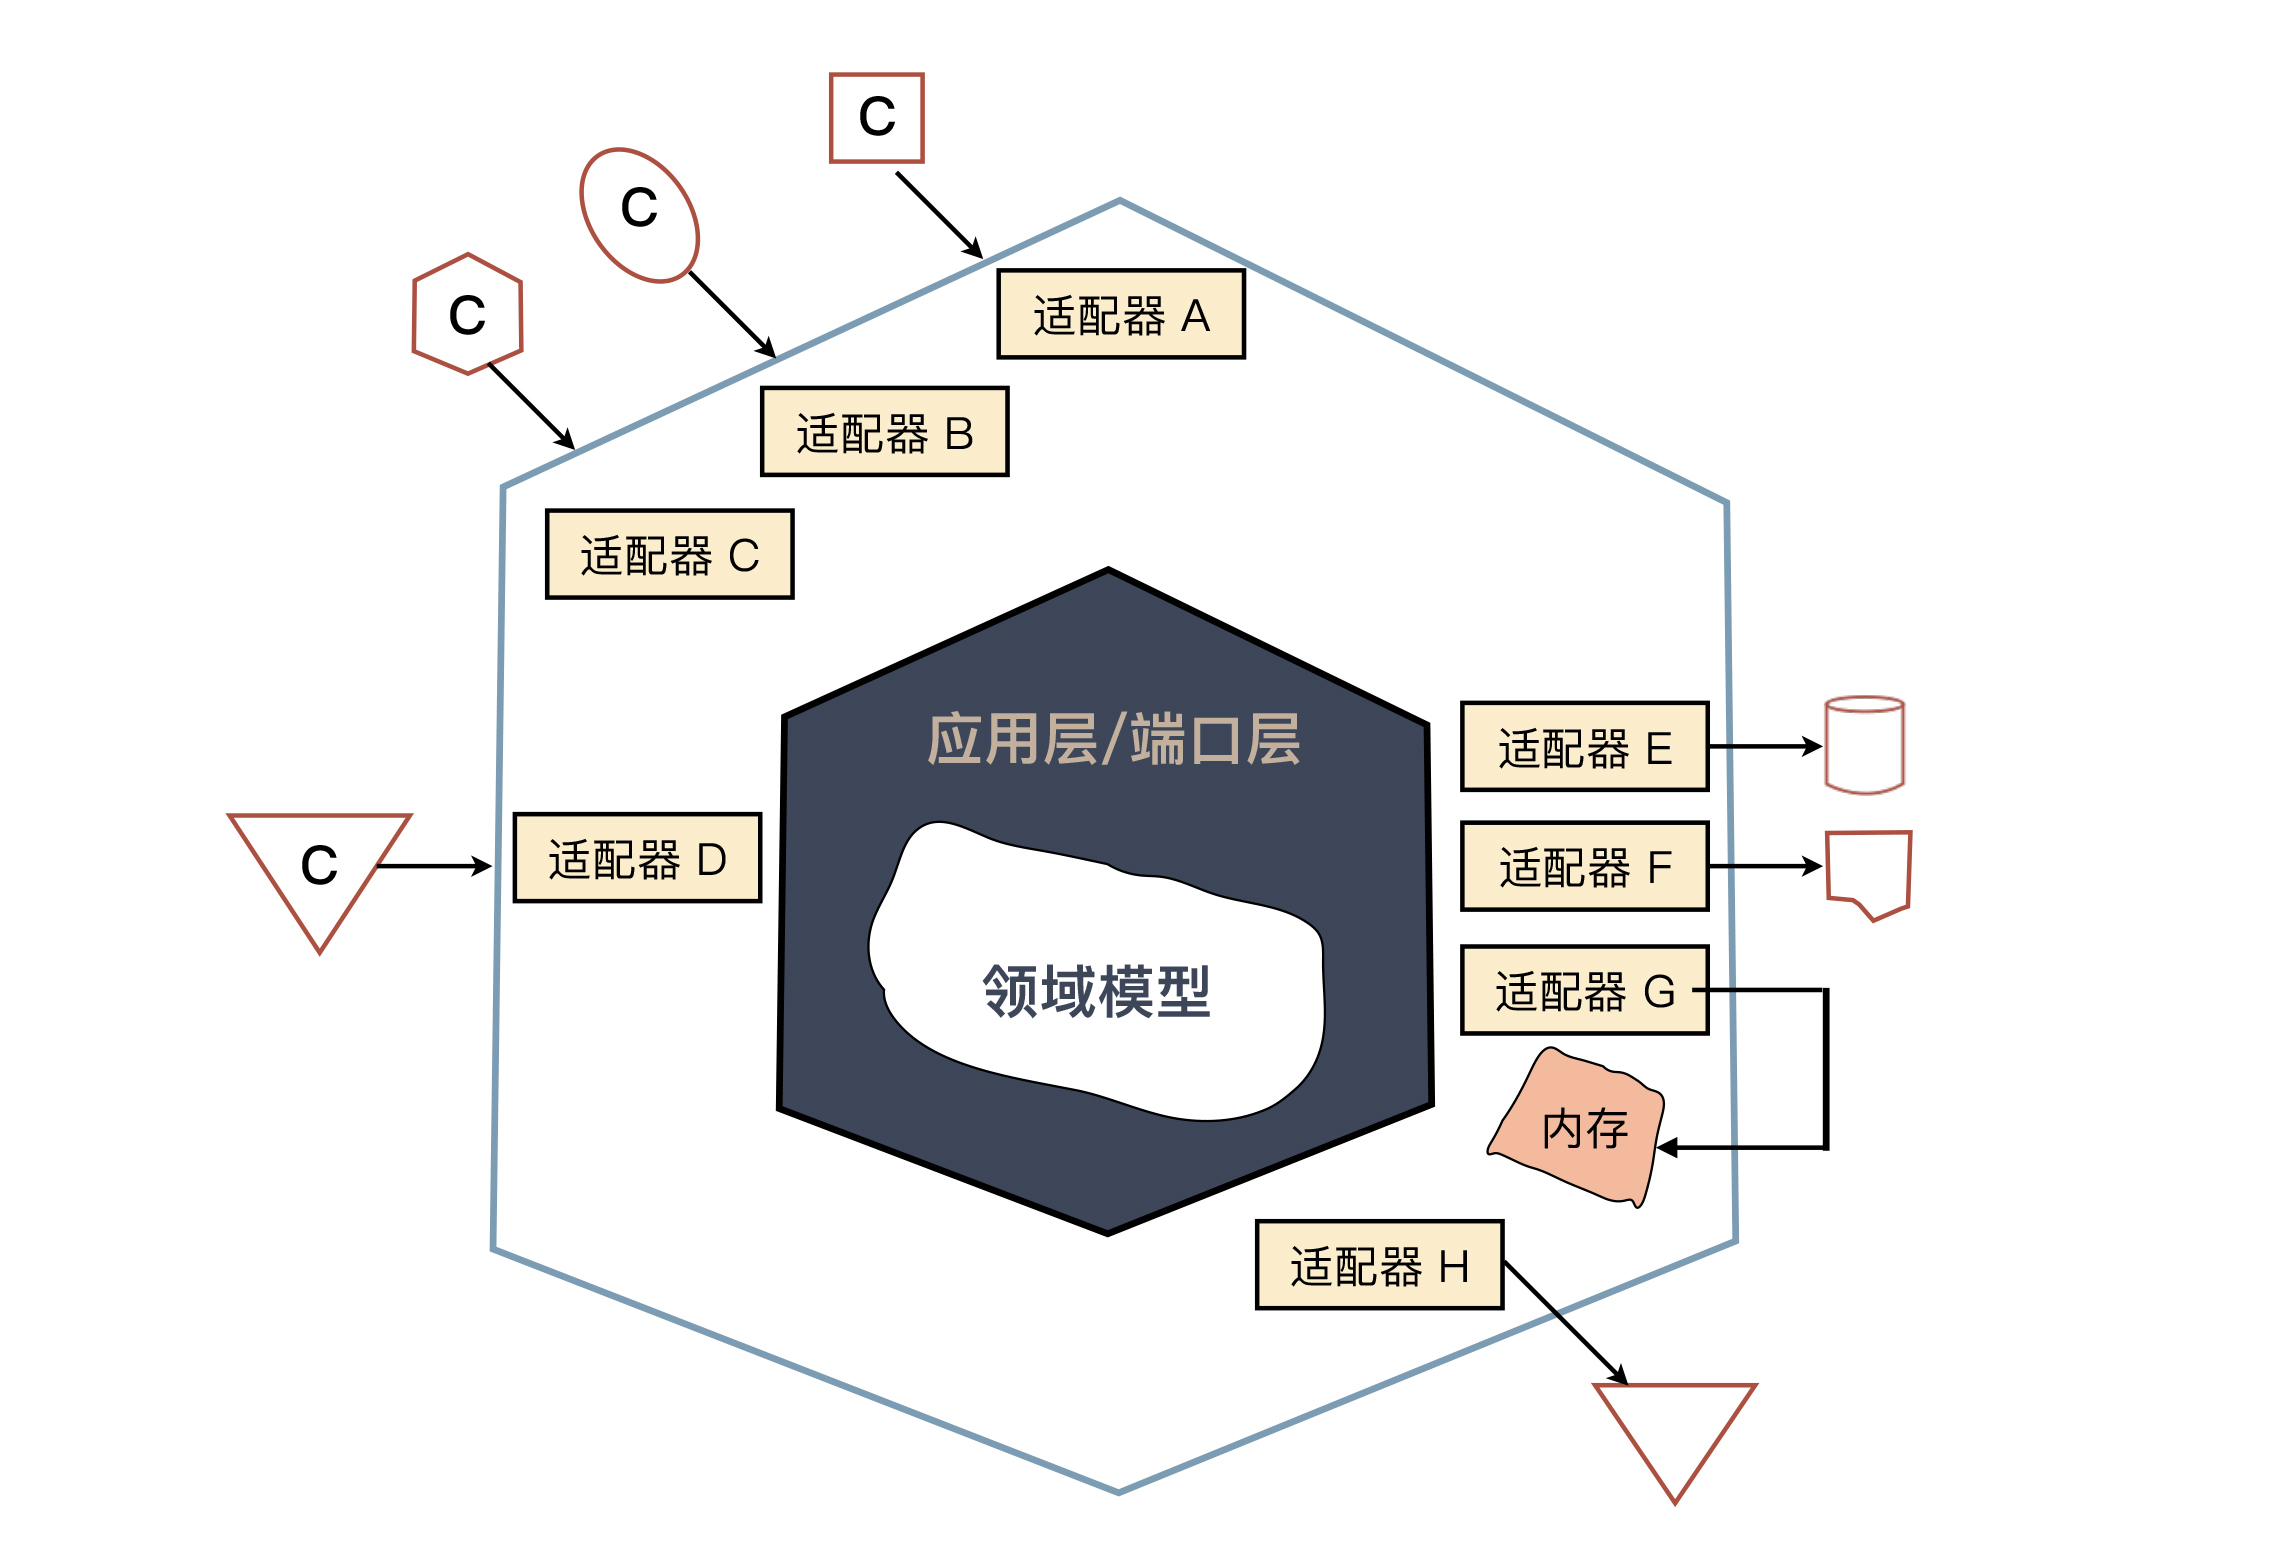 C
C
C
C
适配器 A
适配器 B
适配器 C
适配器 D
应用层/端口层
领域模型
适配器 E
适配器 F
适配器 G
内存
适配器 H